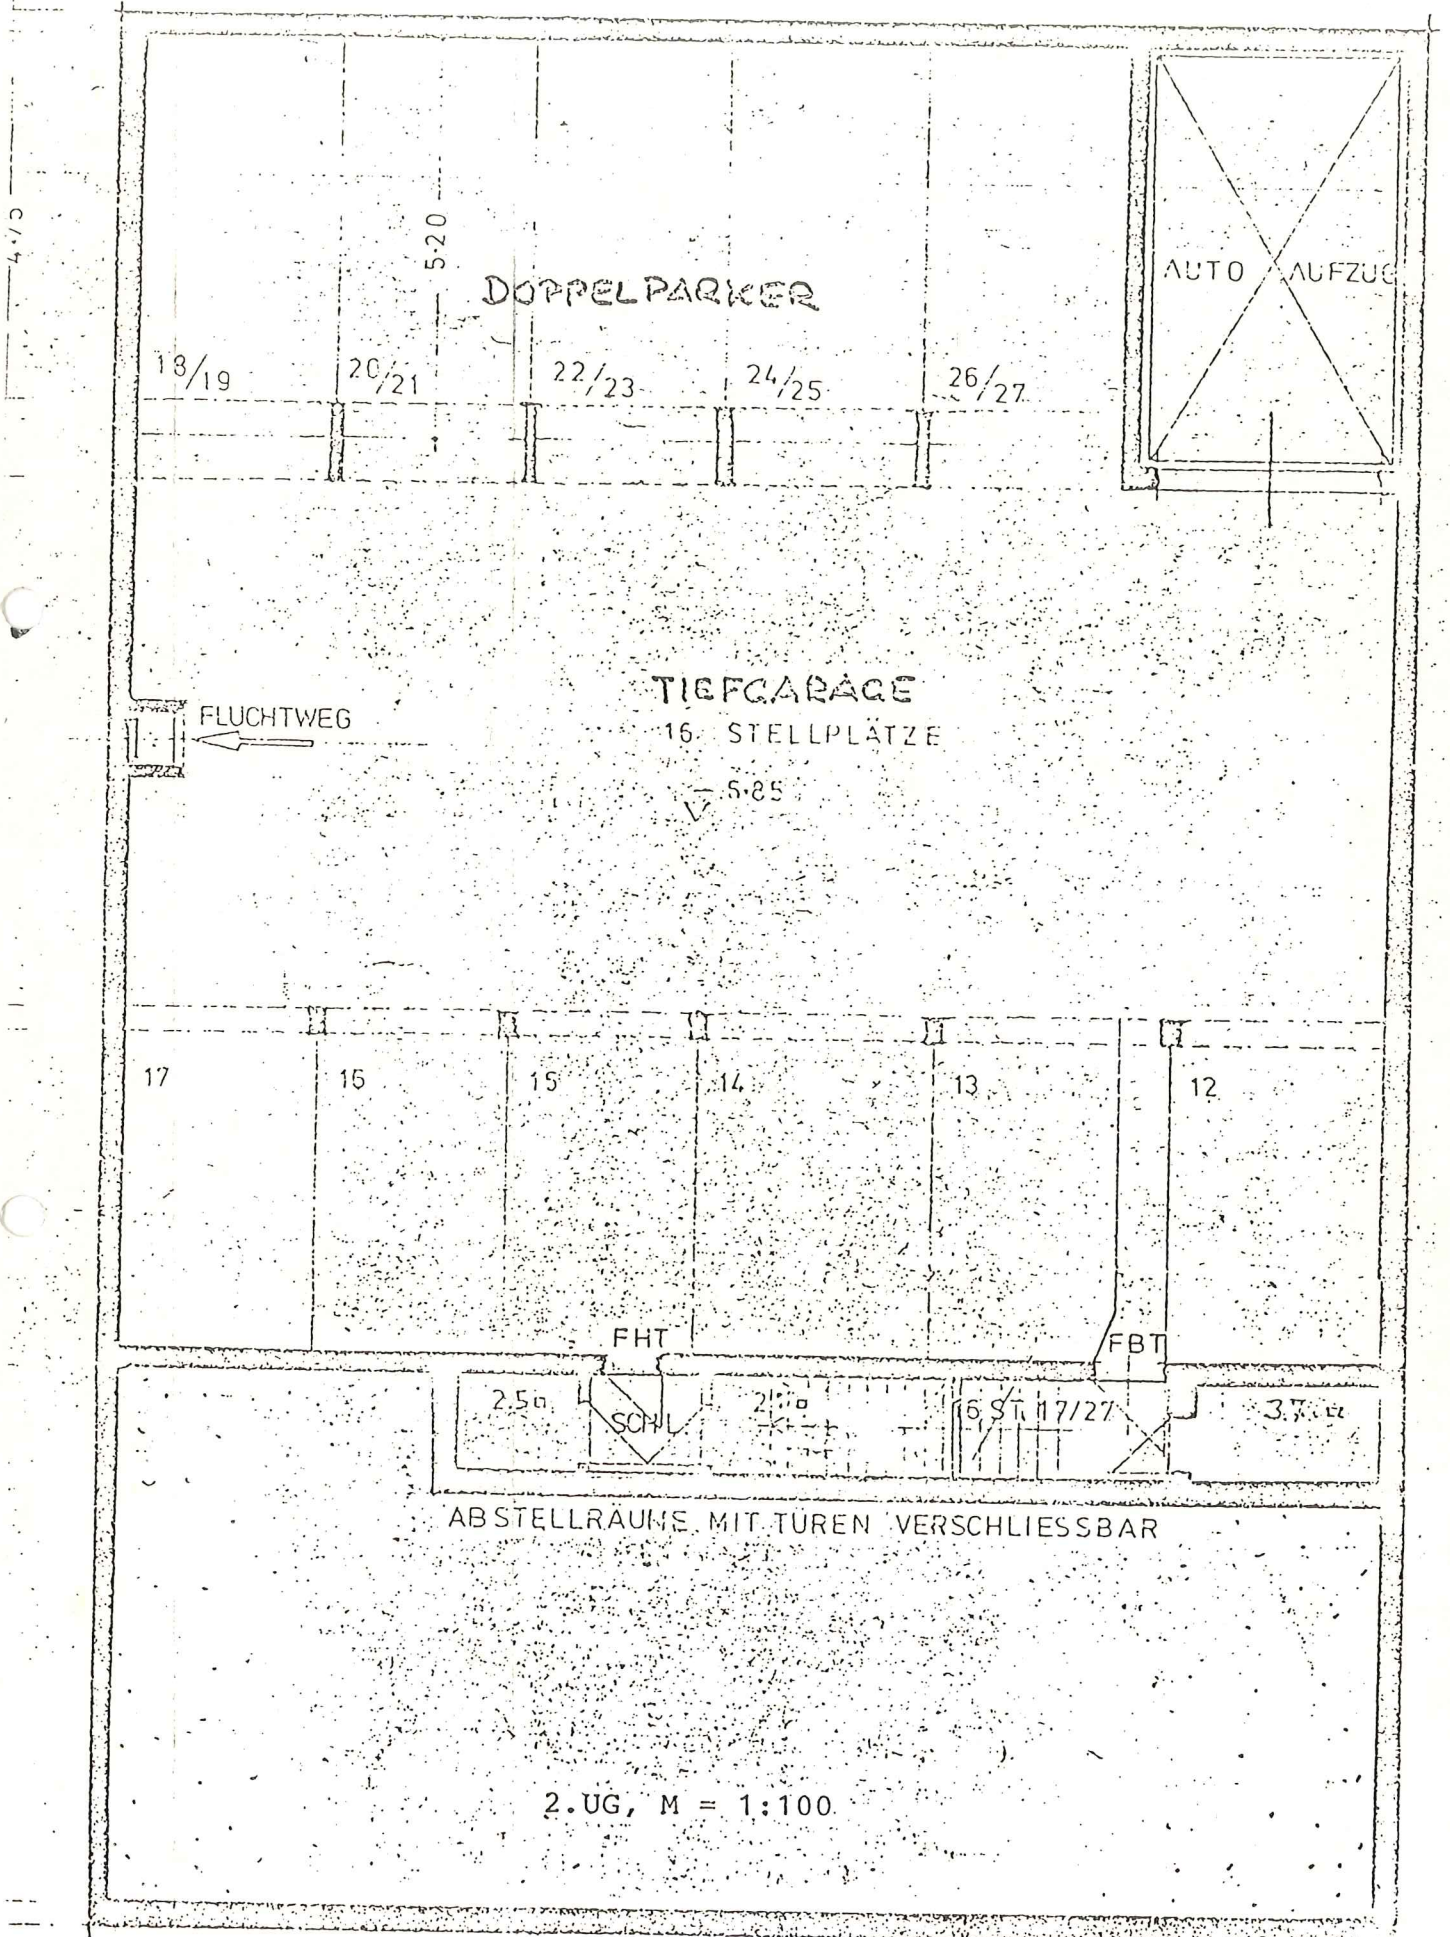 5·20
DOPPELPARKER
AUTO AUFZUG
18/19
20/21
22/23
24/25
26/27
TIEFGARAGE
16 STELLPLÄTZE
- 5·85
FLUCHTWEG
17
16
15
14
13
12
FHT
FBT
2.5 ▫
SCHL
16 ST. 17/27
ABSTELLRÄUME MIT TÜREN VERSCHLIESSBAR
2.UG, M = 1:100